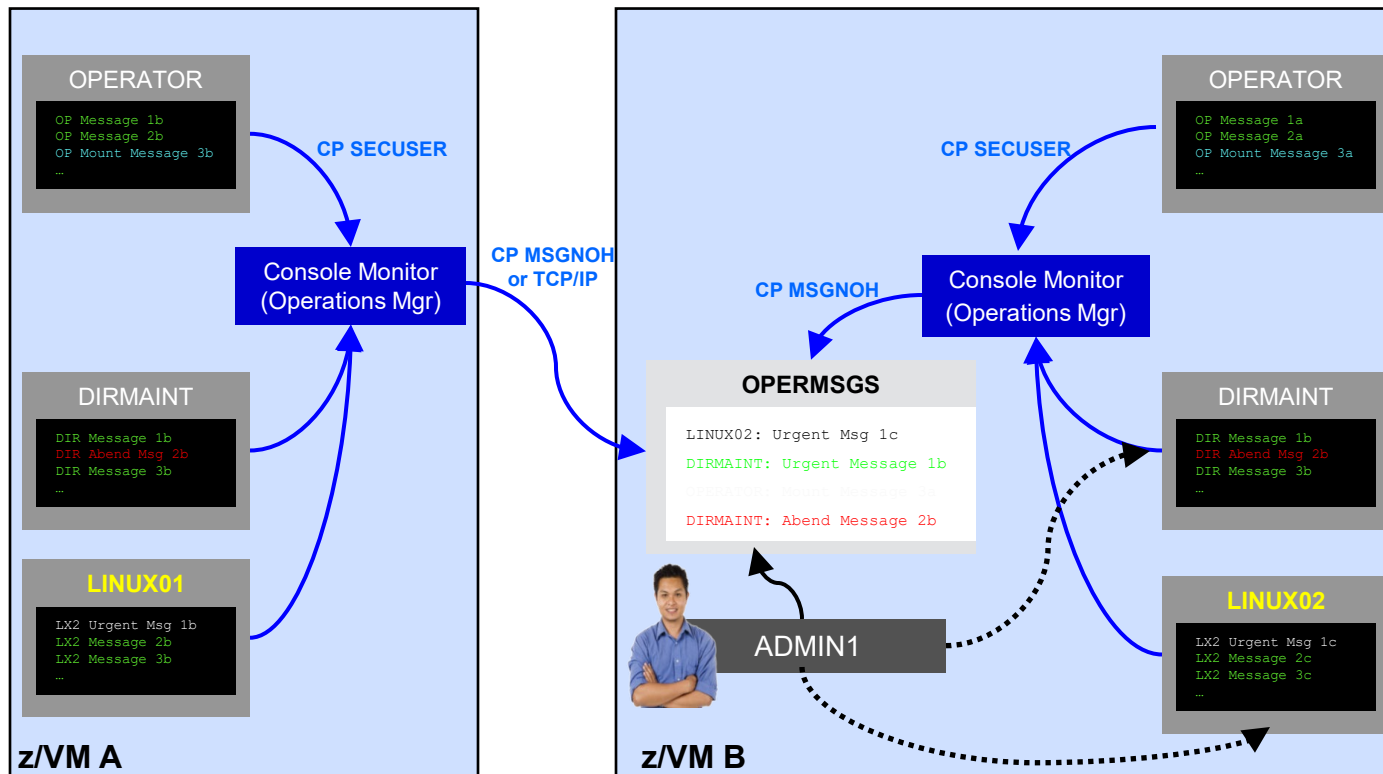 OPERATOR
OP Message 1b
OP Message 2b
OP Mount Message 3b
…
CP SECUSER
Console Monitor
(Operations Mgr)
DIRMAINT
DIR Message 1b
DIR Abend Msg 2b
DIR Message 3b
…
LINUX01
LX2 Urgent Msg 1b
LX2 Message 2b
LX2 Message 3b
…
z/VM A
CP MSGNOH
or TCP/IP
OPERATOR
OP Message 1a
OP Message 2a
OP Mount Message 3a
…
CP SECUSER
Console Monitor
(Operations Mgr)
CP MSGNOH
OPERMSGS
LINUX02: Urgent Msg 1c
DIRMAINT: Urgent Message 1b
OPERATOR: Mount Message 3a
DIRMAINT: Abend Message 2b
DIRMAINT
DIR Message 1b
DIR Abend Msg 2b
DIR Message 3b
…
ADMIN1
LINUX02
LX2 Urgent Msg 1c
LX2 Message 2c
LX2 Message 3c
…
z/VM B